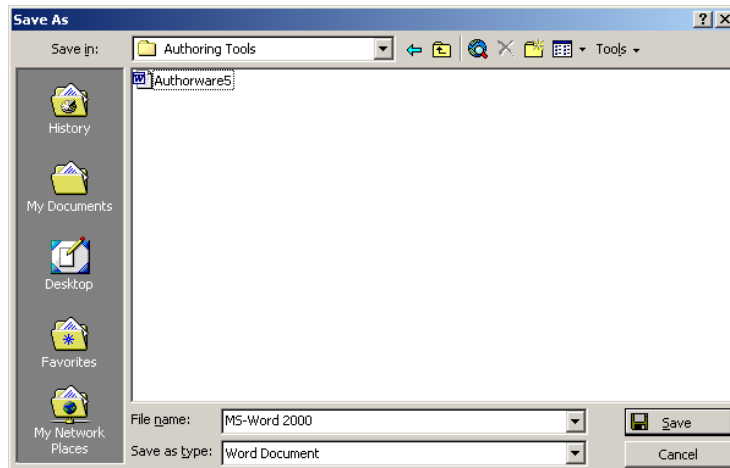 Save As
Save in:
Authoring Tools
Tools
Authorware5
History
My Documents
Desktop
Favorites
My Network
Places
File name:
MS-Word 2000
Save
Save as type:
Word Document
Cancel